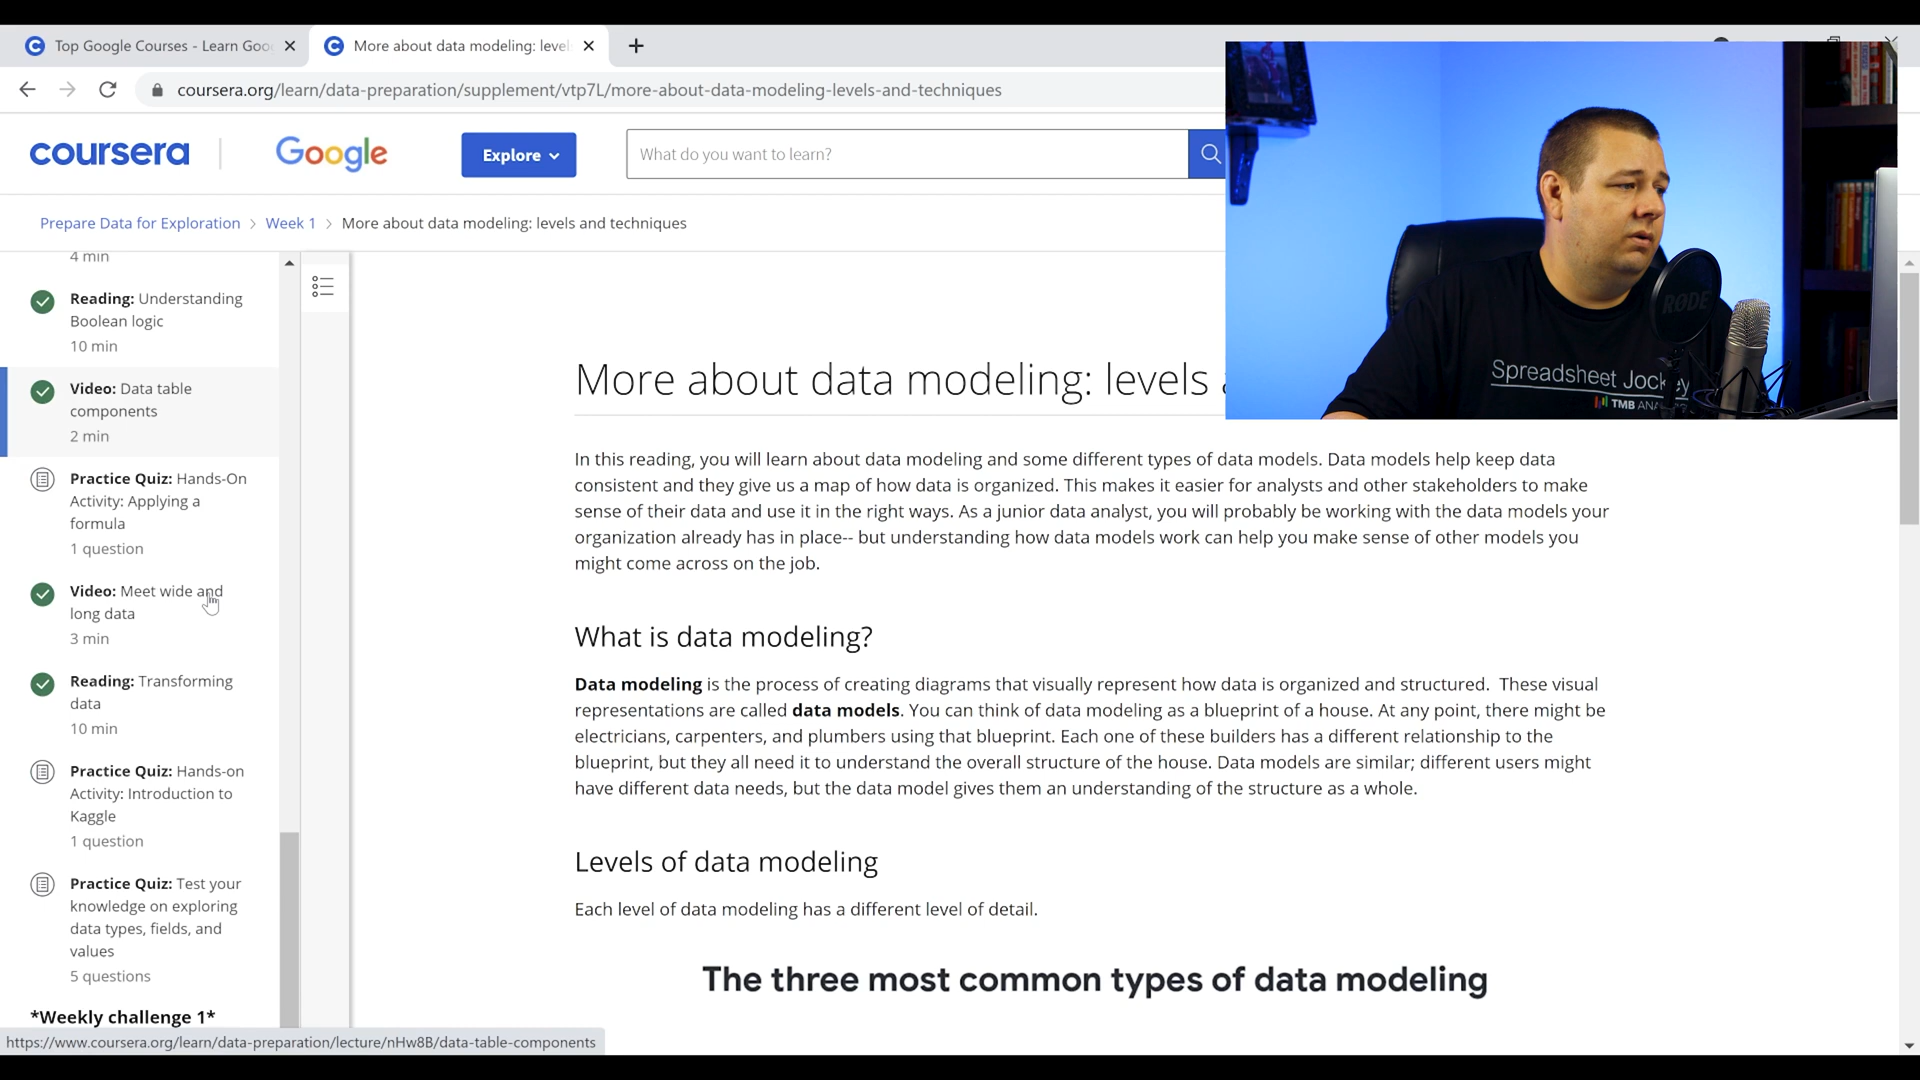 Top Google Courses - Learn Goo
More about data modeling: leve
coursera.org/learn/data-preparation/supplement/vtp7L/more-about-data-modeling-levels-and-techniques
coursera
Google
Explore
What do you want to learn?
Prepare Data for Exploration > Week 1 > More about data modeling: levels and techniques
4 min
Reading: Understanding
Boolean logic
10 min
Video: Data table
components
2 min
Practice Quiz: Hands-On
Activity: Applying a
formula
1 question
Video: Meet wide and
long data
3 min
Reading: Transforming
data
10 min
Practice Quiz: Hands-on
Activity: Introduction to
Kaggle
1 question
Practice Quiz: Test your
knowledge on exploring
data types, fields, and
values
5 questions
*Weekly challenge 1*
https://www.coursera.org/learn/data-preparation/lecture/nHw8B/data-table-components
More about data modeling: levels
In this reading, you will learn about data modeling and some different types of data models. Data models help keep data
consistent and they give us a map of how data is organized. This makes it easier for analysts and other stakeholders to make
sense of their data and use it in the right ways. As a junior data analyst, you will probably be working with the data models your
organization already has in place-- but understanding how data models work can help you make sense of other models you
might come across on the job.
What is data modeling?
Data modeling is the process of creating diagrams that visually represent how data is organized and structured. These visual
representations are called data models. You can think of data modeling as a blueprint of a house. At any point, there might be
electricians, carpenters, and plumbers using that blueprint. Each one of these builders has a different relationship to the
blueprint, but they all need it to understand the overall structure of the house. Data models are similar; different users might
have different data needs, but the data model gives them an understanding of the structure as a whole.
Levels of data modeling
Each level of data modeling has a different level of detail.
The three most common types of data modeling
RØDE
Spreadsheet Jockey
TMB ANA